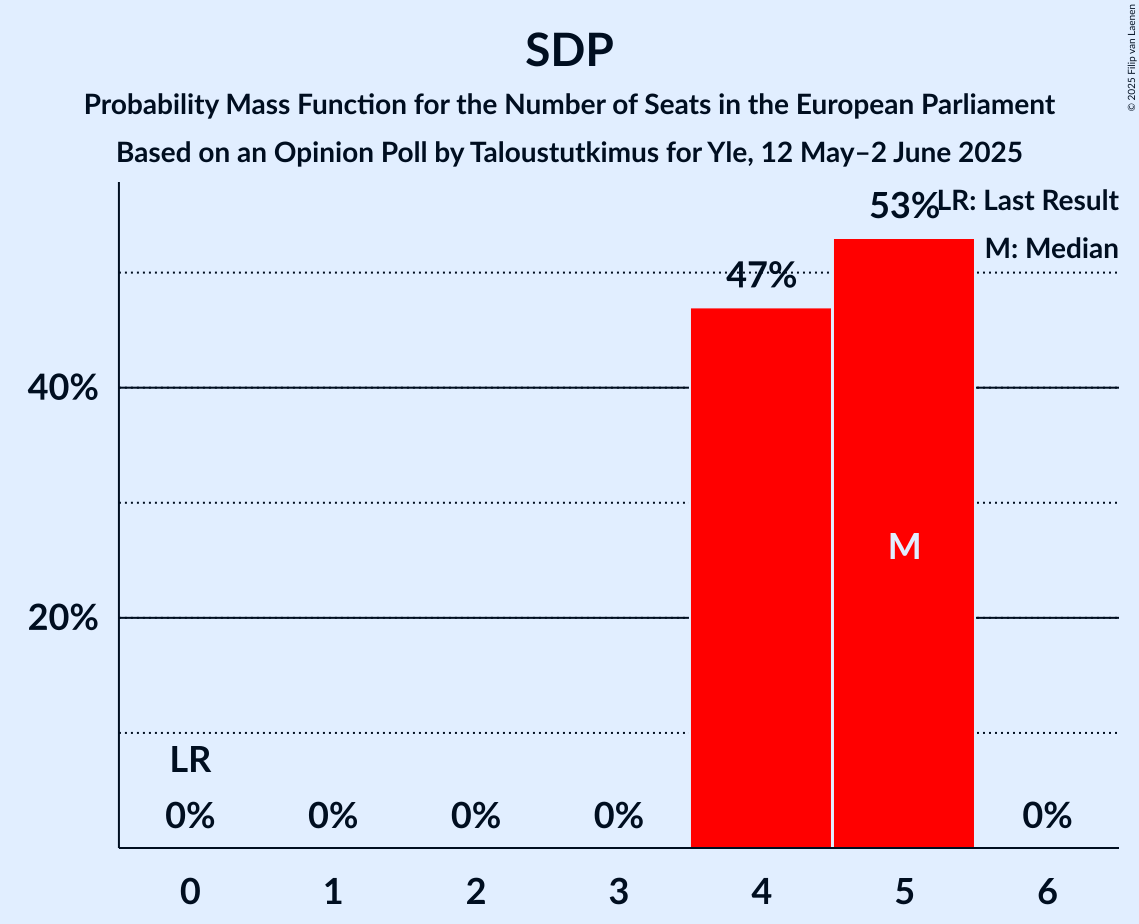 SDP
Probability Mass Function for the Number of Seats in the European Parliament
Based on an Opinion Poll by Taloustutkimus for Yle, 12 May–2 June 2025
© 2025 Filip van Laenen
LR: Last Result
M: Median
53%
47%
40%
20%
M
LR
0% 0% 0% 0% 0%
0 1 2 3 4 5 6